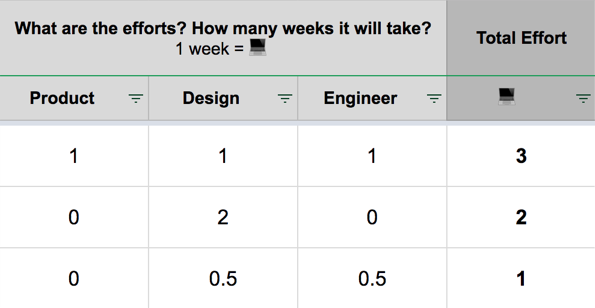 What are the efforts? How many weeks it will take?
1 week = 💻
Total Effort
Product Design Engineer 💻
1 1 1 3
0 2 0 2
0 0.5 0.5 1